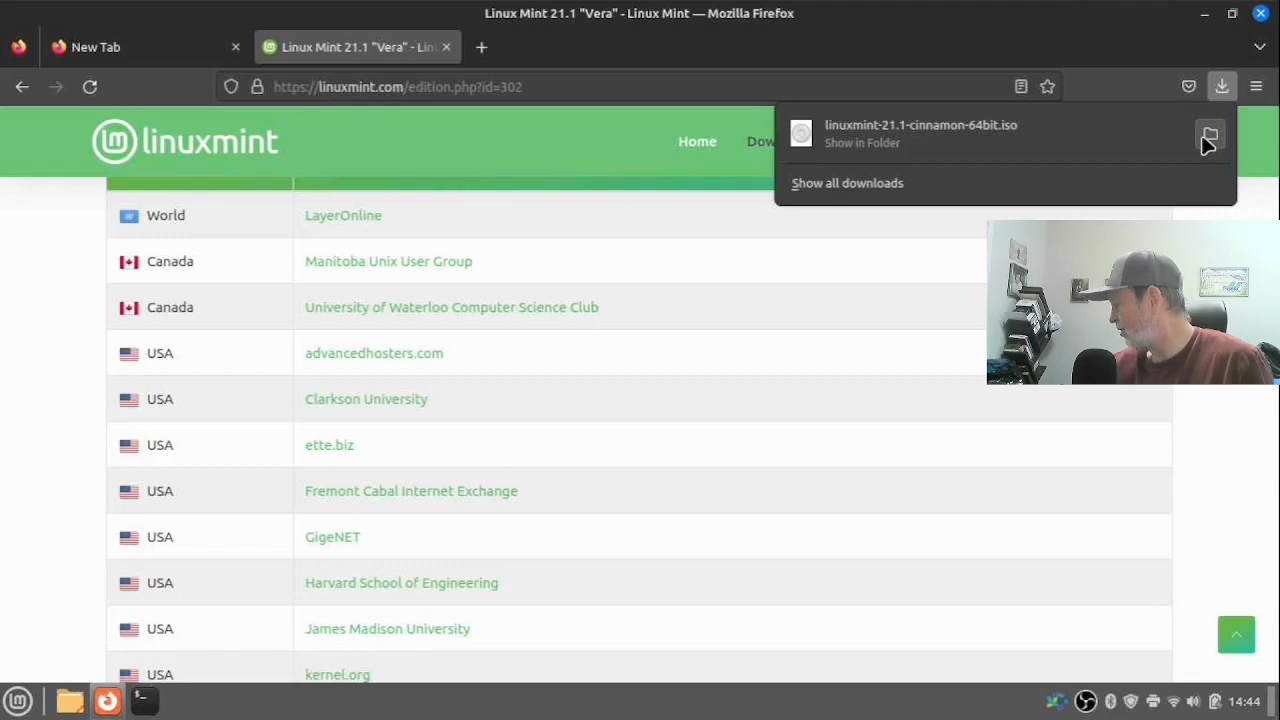 Linux Mint 21.1 "Vera" - Linux Mint — Mozilla Firefox
New Tab
Linux Mint 21.1 "Vera" - Lin
https://linuxmint.com/edition.php?id=302
linuxmint
Home
Dow
linuxmint-21.1-cinnamon-64bit.iso
Show in Folder
Show all downloads
World LayerOnline
Canada Manitoba Unix User Group
Canada University of Waterloo Computer Science Club
USA advancedhosters.com
USA Clarkson University
USA ette.biz
USA Fremont Cabal Internet Exchange
USA GigeNET
USA Harvard School of Engineering
USA James Madison University
USA kernel.org
14:44